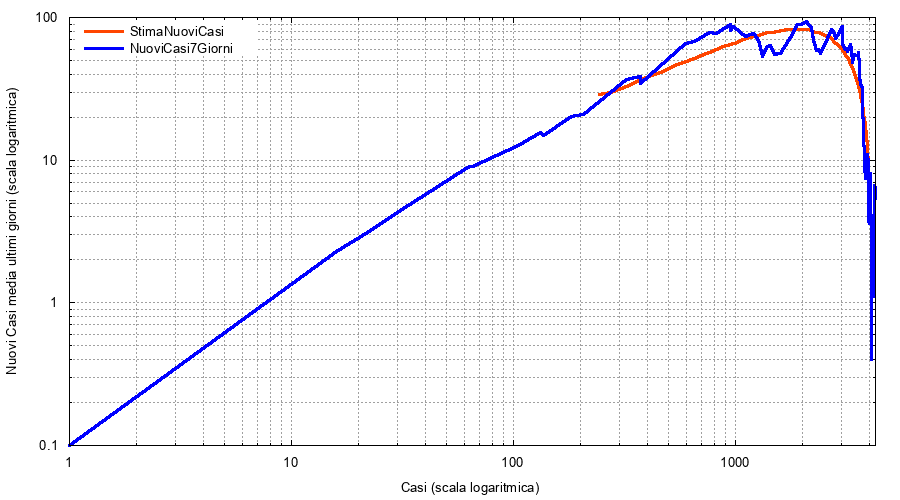 StimaNuoviCasi
NuoviCasi7Giorni
Nuovi Casi media ultimi giorni (scala logaritmica)
100
10
1
0.1
1 10 100 1000
Casi (scala logaritmica)